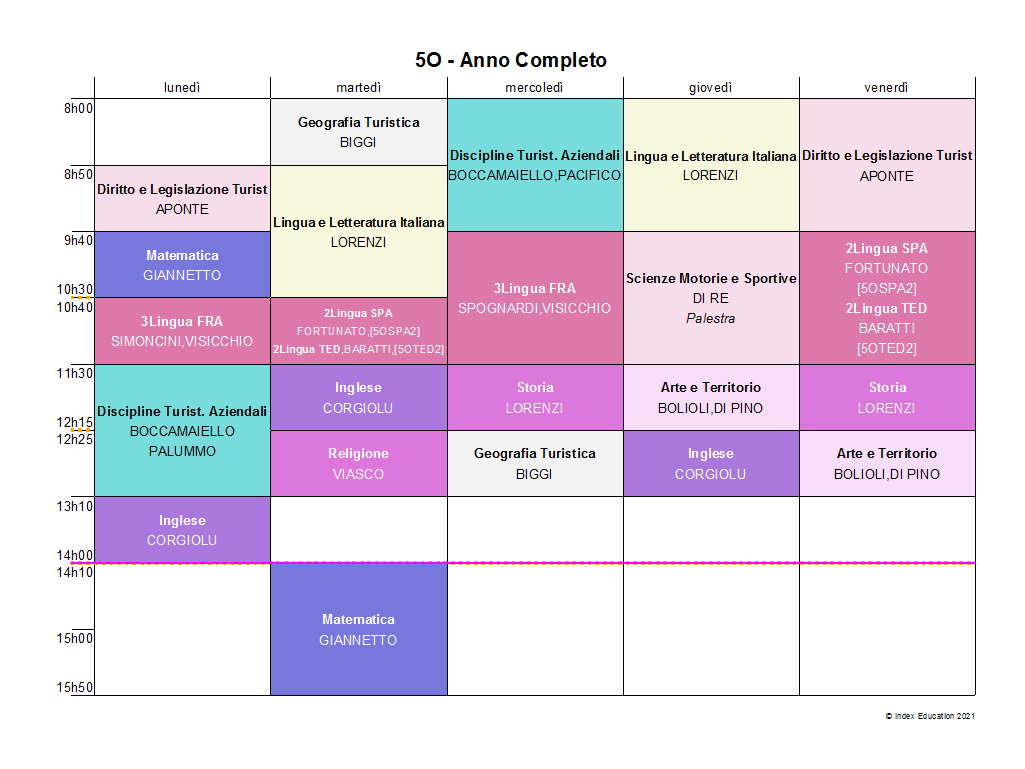 5O - Anno Completo
lunedì
martedì
mercoledì
giovedì
venerdì
8h00
8h50
9h40
10h30
10h40
11h30
12h15
12h25
13h10
14h00
14h10
15h00
15h50
Diritto e Legislazione Turist
APONTE
Matematica
GIANNETTO
3Lingua FRA
SIMONCINI,VISICCHIO
Discipline Turist. Aziendali
BOCCAMAIELLO
PALUMMO
Inglese
CORGIOLU
Geografia Turistica
BIGGI
Lingua e Letteratura Italiana
LORENZI
2Lingua SPA
FORTUNATO,[5OSPA2]
2Lingua TED,BARATTI,[5OTED2]
Inglese
CORGIOLU
Religione
VIASCO
Matematica
GIANNETTO
Discipline Turist. Aziendali
BOCCAMAIELLO,PACIFICO
3Lingua FRA
SPOGNARDI,VISICCHIO
Storia
LORENZI
Geografia Turistica
BIGGI
Lingua e Letteratura Italiana
LORENZI
Scienze Motorie e Sportive
DI RE
Palestra
Arte e Territorio
BOLIOLI,DI PINO
Inglese
CORGIOLU
Diritto e Legislazione Turist
APONTE
2Lingua SPA
FORTUNATO
[5OSPA2]
2Lingua TED
BARATTI
[5OTED2]
Storia
LORENZI
Arte e Territorio
BOLIOLI,DI PINO
© Index Education 2021